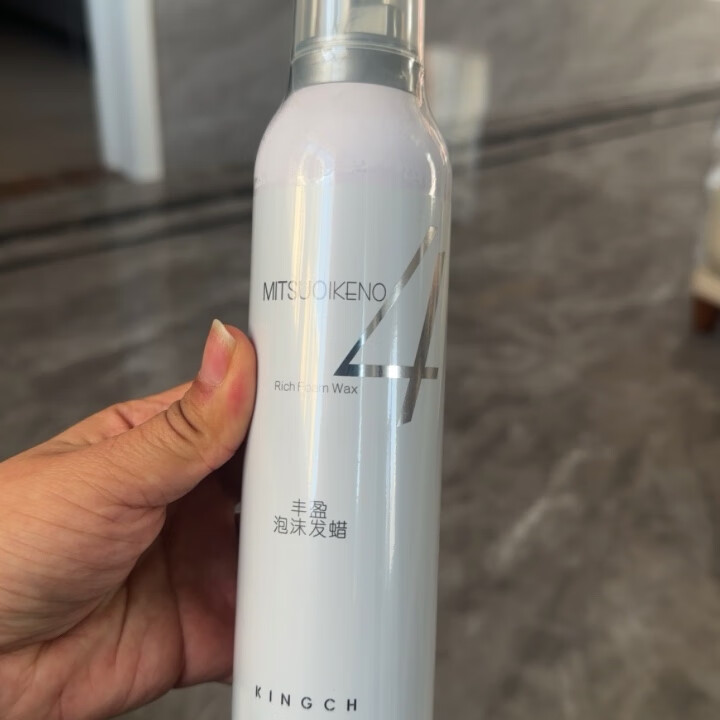 MITSUOIKENO
4
Rich Foam Wax
丰盈
泡沫发蜡
KINGCH